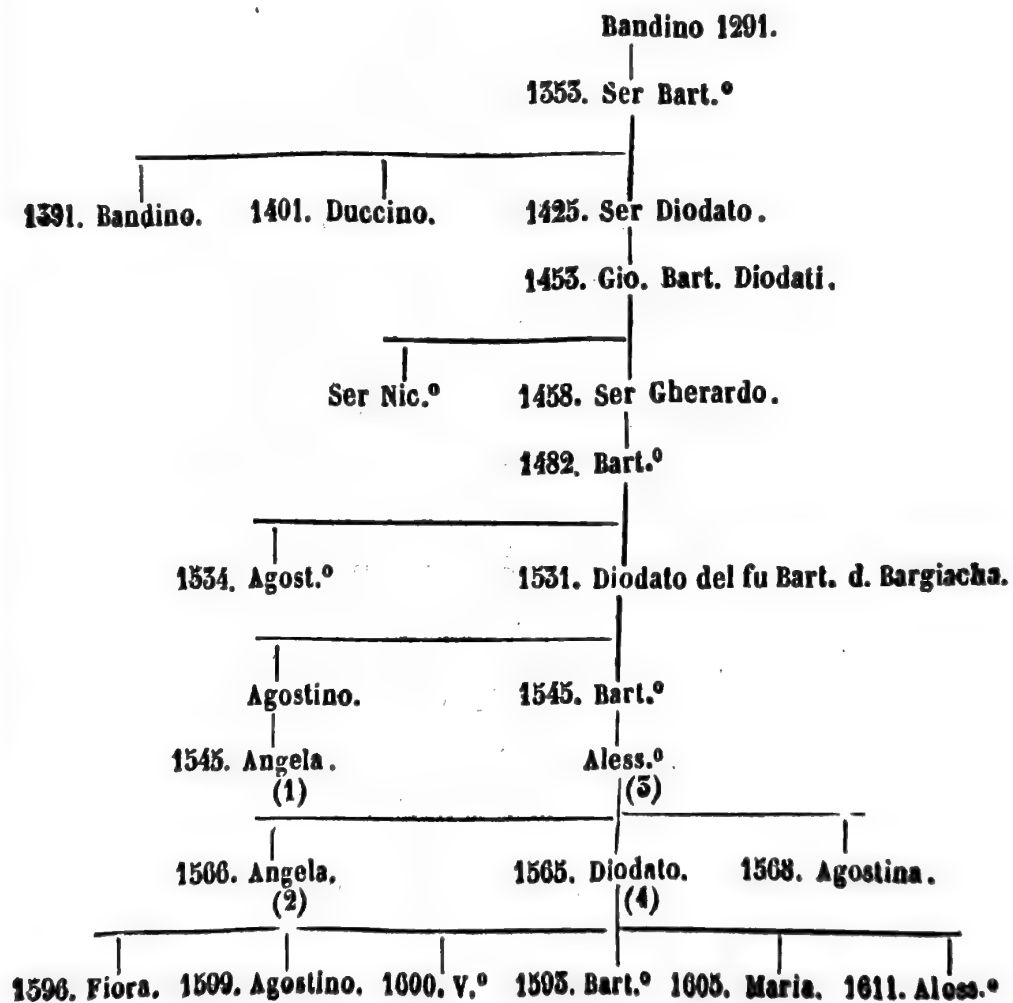 Bandino 1291.
1353. Ser Bart.º
1391. Bandino. 1401. Duccino. 1425. Ser Diodato.
1453. Gio. Bart. Diodati.
Ser Nic.º 1458. Ser Gherardo.
1482. Bart.º
1534. Agost.º 1531. Diodato del fu Bart. d. Bargiacha.
Agostino. 1545. Bart.º
1545. Angela. Aless.º
(1) (3)
1566. Angela. 1565. Diodato. 1568. Agostina.
(2) (4)
1596. Fiora. 1599. Agostino. 1600. V.º 1593. Bart.º 1605. Maria. 1611. Aless.º